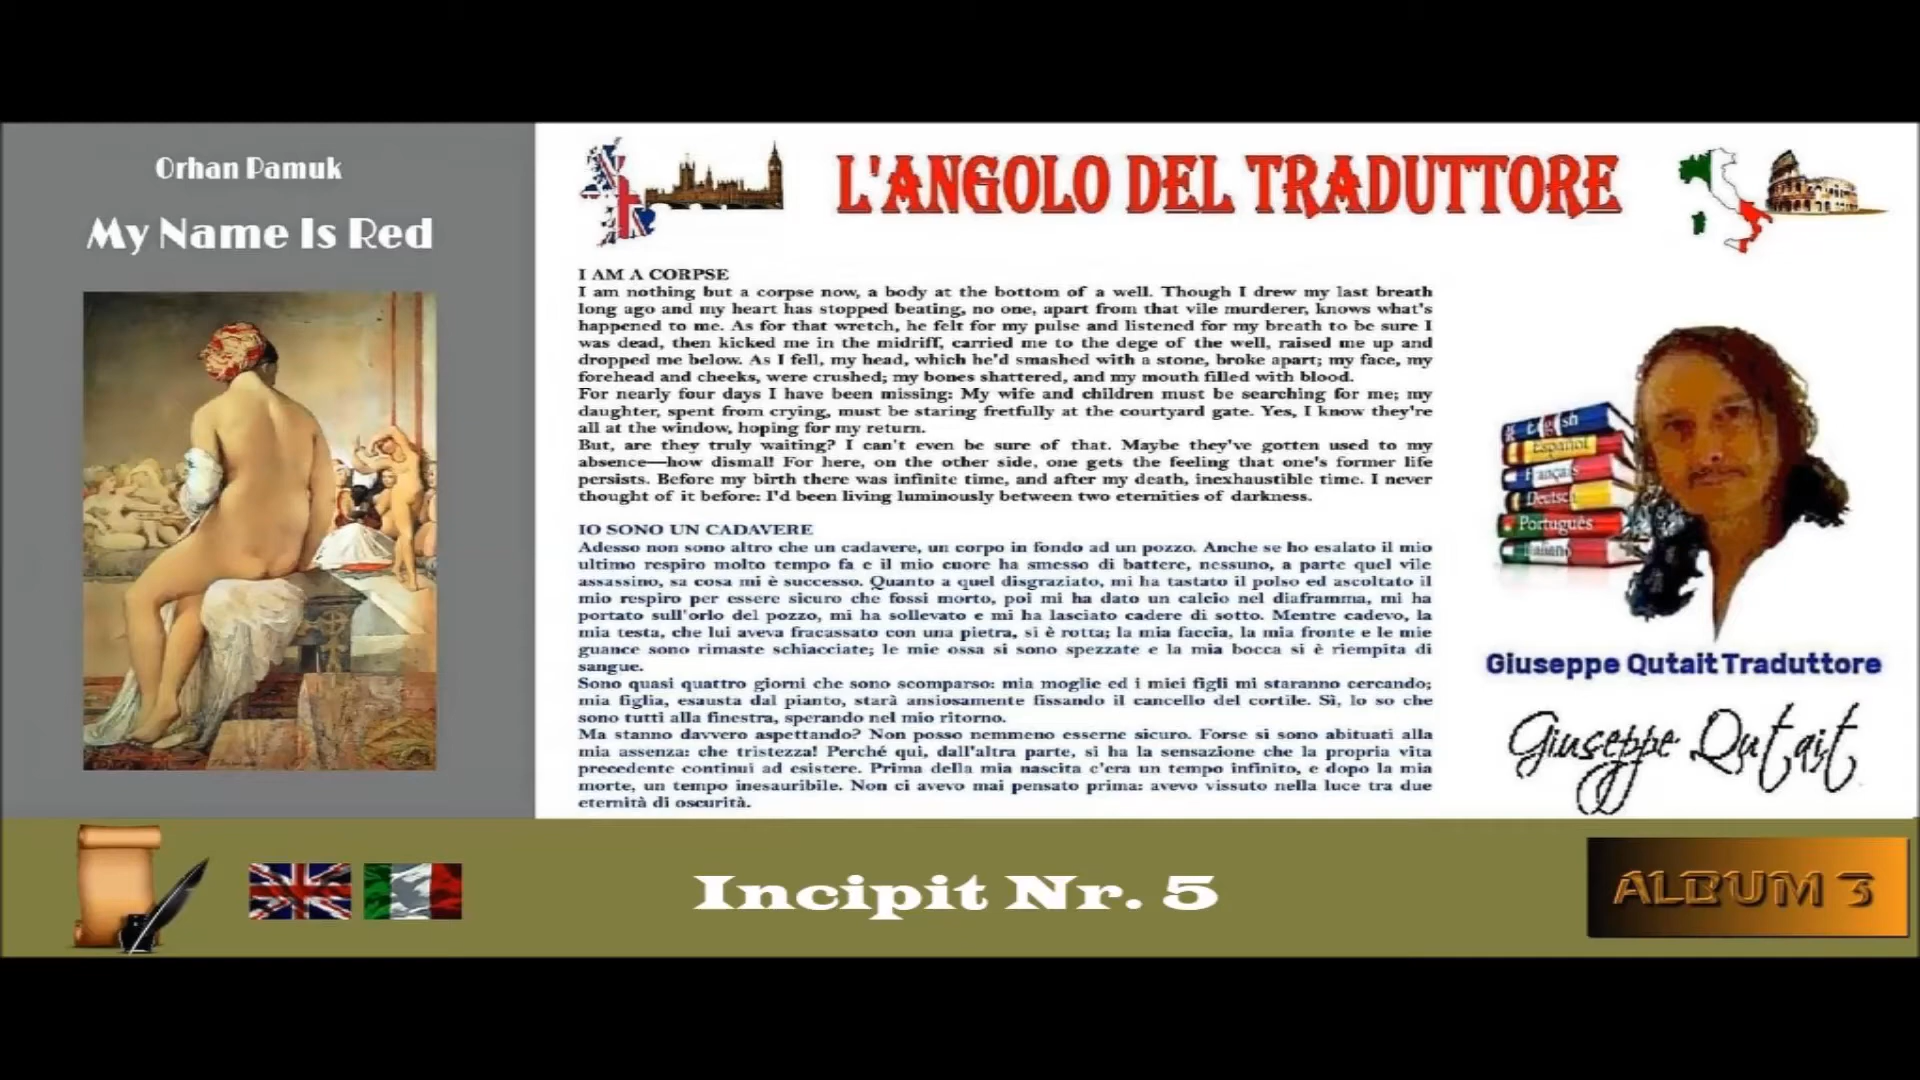 Orhan Pamuk
My Name Is Red
L'ANGOLO DEL TRADUTTORE
I AM A CORPSE
I am nothing but a corpse now, a body at the bottom of a well. Though I drew my last breath
long ago and my heart has stopped beating, no one, apart from that vile murderer, knows what's
happened to me. As for that wretch, he felt for my pulse and listened for my breath to be sure I
was dead, then kicked me in the midriff, carried me to the dege of the well, raised me up and
dropped me below. As I fell, my head, which he'd smashed with a stone, broke apart; my face, my
forehead and cheeks, were crushed; my bones shattered, and my mouth filled with blood.
For nearly four days I have been missing: My wife and children must be searching for me; my
daughter, spent from crying, must be staring fretfully at the courtyard gate. Yes, I know they're
all at the window, hoping for my return.
But, are they truly waiting? I can't even be sure of that. Maybe they've gotten used to my
absence—how dismal! For here, on the other side, one gets the feeling that one's former life
persists. Before my birth there was infinite time, and after my death, inexhaustible time. I never
thought of it before: I'd been living luminously between two eternities of darkness.
IO SONO UN CADAVERE
Adesso non sono altro che un cadavere, un corpo in fondo ad un pozzo. Anche se ho esalato il mio
ultimo respiro molto tempo fa e il mio cuore ha smesso di battere, nessuno, a parte quel vile
assassino, sa cosa mi è successo. Quanto a quel disgraziato, mi ha tastato il polso ed ascoltato il
mio respiro per essere sicuro che fossi morto, poi mi ha dato un calcio nel diaframma, mi ha
portato sull'orlo del pozzo, mi ha sollevato e mi ha lasciato cadere di sotto. Mentre cadevo, la
mia testa, che lui aveva fracassato con una pietra, si è rotta; la mia faccia, la mia fronte e le mie
guance sono rimaste schiacciate; le mie ossa si sono spezzate e la mia bocca si è riempita di
sangue.
Sono quasi quattro giorni che sono scomparso: mia moglie ed i miei figli mi staranno cercando;
mia figlia, esausta dal pianto, starà ansiosamente fissando il cancello del cortile. Sì, lo so che
sono tutti alla finestra, sperando nel mio ritorno.
Ma stanno davvero aspettando? Non posso nemmeno esserne sicuro. Forse si sono abituati alla
mia assenza: che tristezza! Perché qui, dall'altra parte, si ha la sensazione che la propria vita
precedente continui ad esistere. Prima della mia nascita c'era un tempo infinito, e dopo la mia
morte, un tempo inesauribile. Non ci avevo mai pensato prima: avevo vissuto nella luce tra due
eternità di oscurità.
English
Español
Français
Deutsch
Português
Italiano
Giuseppe Qutait Traduttore
Giuseppe Qutait
Incipit Nr. 5
ALBUM 3